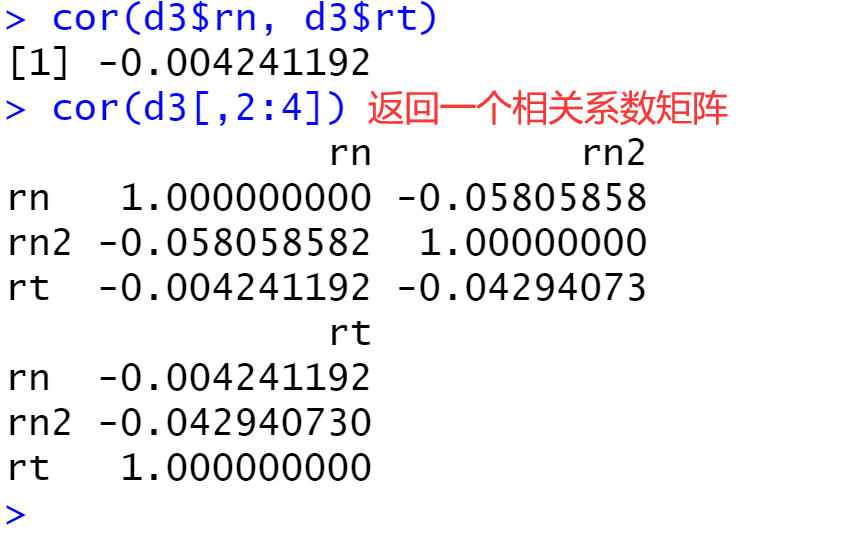 > cor(d3$rn, d3$rt)
[1] -0.004241192
> cor(d3[,2:4]) 返回一个相关系数矩阵
rn rn2
rn 1.000000000 -0.05805858
rn2 -0.058058582 1.00000000
rt -0.004241192 -0.04294073
rt
rn -0.004241192
rn2 -0.042940730
rt 1.000000000
>